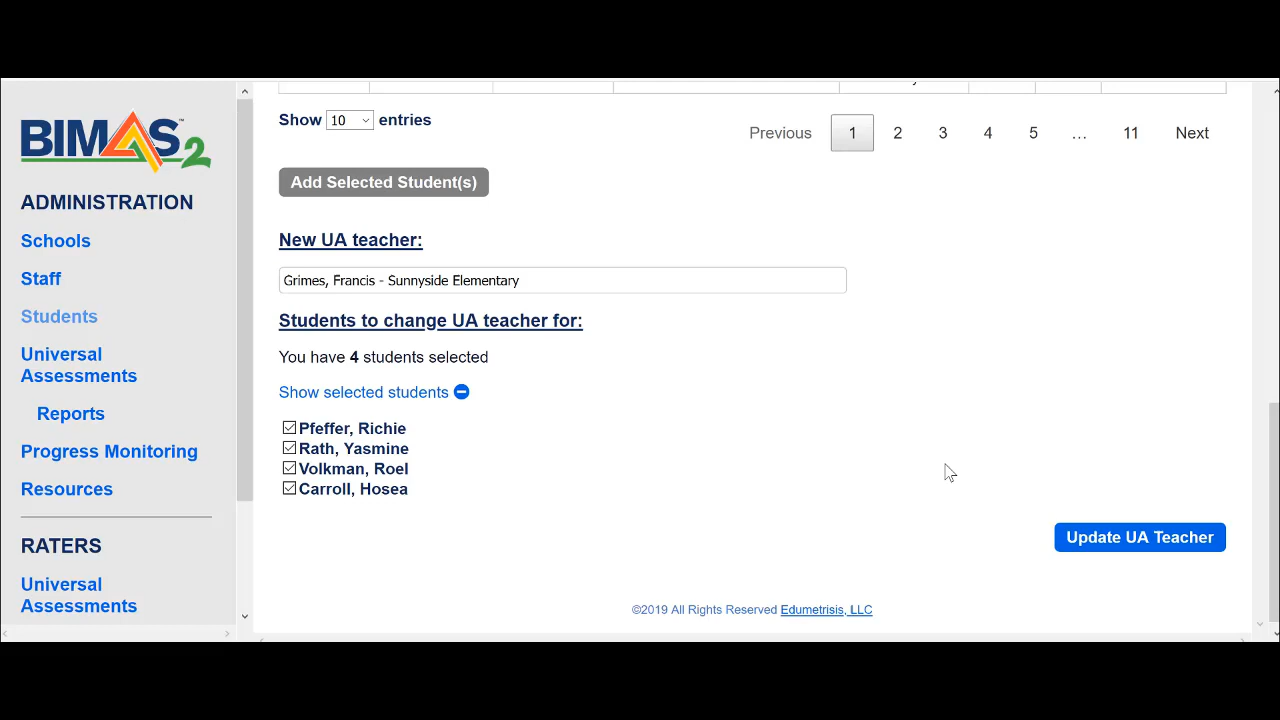 BIMAS™ 2
ADMINISTRATION
Schools
Staff
Students
Universal
Assessments
Reports
Progress Monitoring
Resources
RATERS
Universal
Assessments
Show 10 entries
Previous 1 2 3 4 5 ... 11 Next
Add Selected Student(s)
New UA teacher:
Grimes, Francis - Sunnyside Elementary
Students to change UA teacher for:
You have 4 students selected
Show selected students
Pfeffer, Richie
Rath, Yasmine
Volkman, Roel
Carroll, Hosea
Update UA Teacher
©2019 All Rights Reserved Edumetrisis, LLC